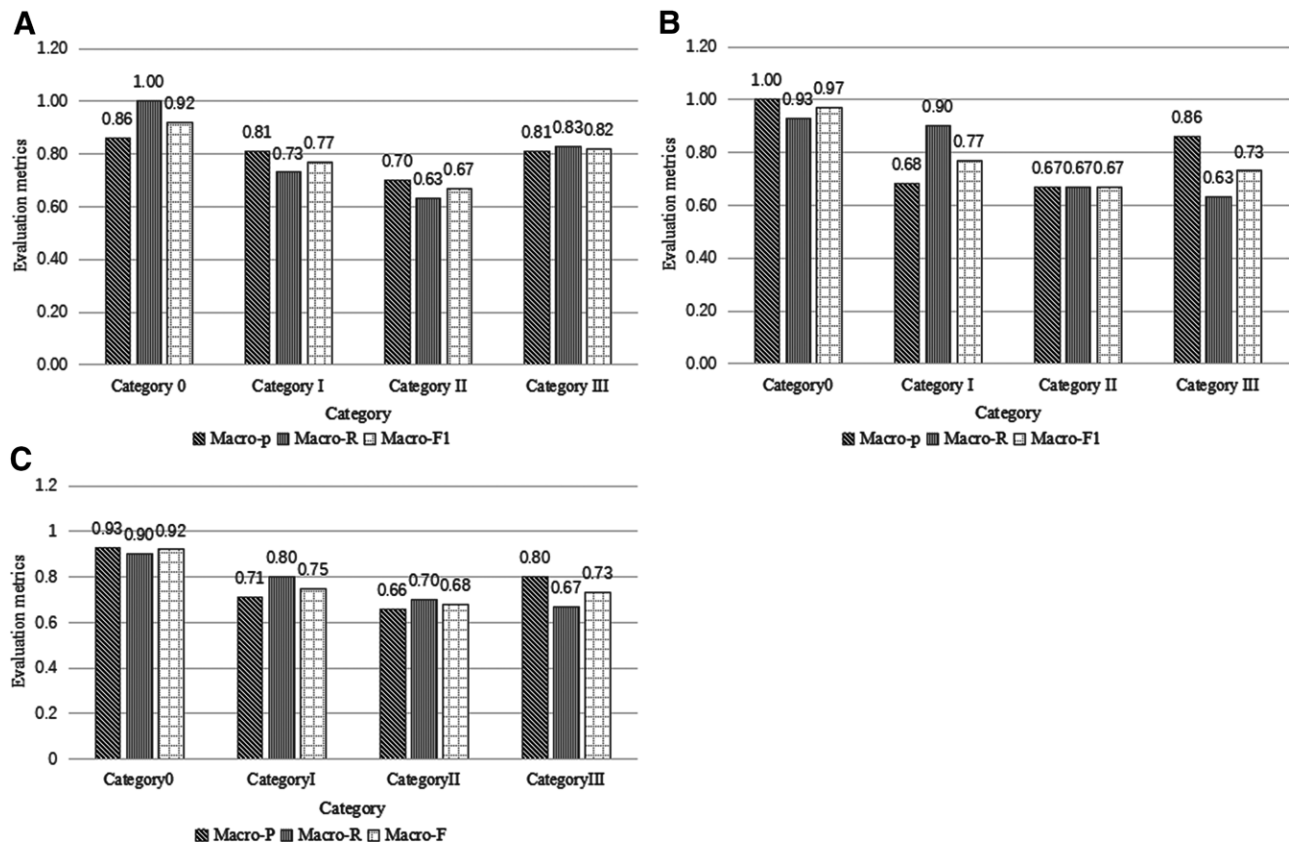 A
1.20
1.00
0.80
0.60
0.40
0.20
0.00
Evaluation metrics
0.86 1.00 0.92
0.81 0.73 0.77
0.70 0.63 0.67
0.81 0.83 0.82
Category 0 Category I Category II Category III
Category
Macro-p Macro-R Macro-F1
B
1.20
1.00
0.80
0.60
0.40
0.20
0.00
Evaluation metrics
1.00 0.93 0.97
0.68 0.90 0.77
0.67 0.67 0.67
0.86 0.63 0.73
Category0 Category I Category II Category III
Category
Macro-p Macro-R Macro-F1
C
1.2
1
0.8
0.6
0.4
0.2
0
Evaluation metrics
0.93 0.90 0.92
0.71 0.80 0.75
0.66 0.70 0.68
0.80 0.67 0.73
Category0 CategoryI CategoryII CategoryIII
Category
Macro-P Macro-R Macro-F